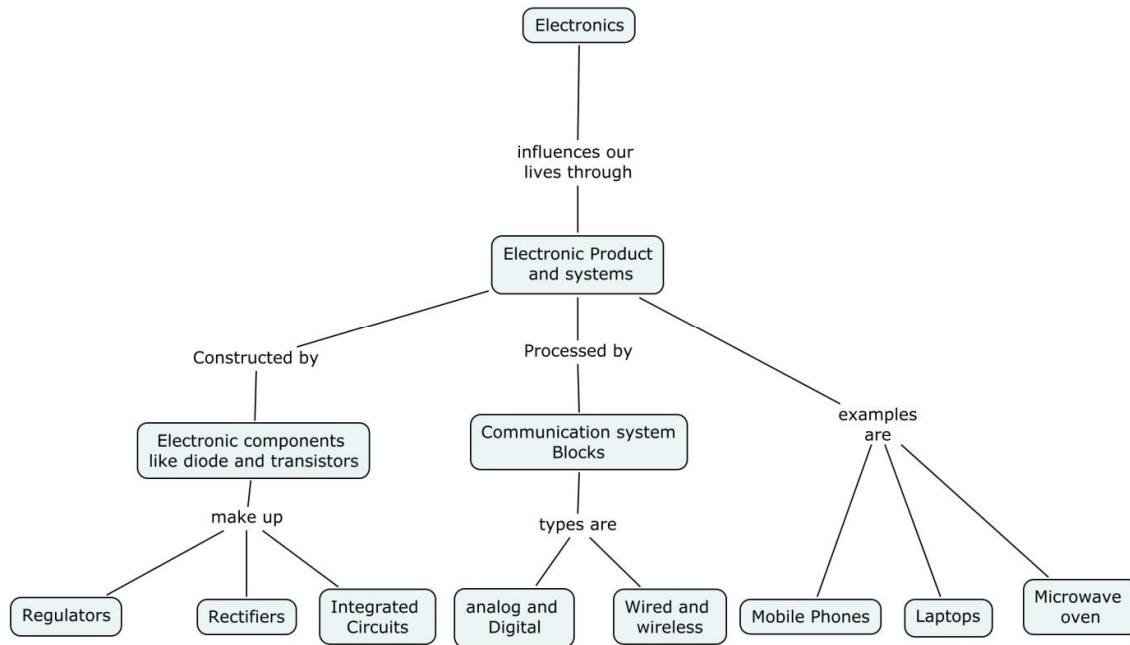 Electronics
influences our
lives through
Electronic Product
and systems
Constructed by
Processed by
examples
are
Electronic components
like diode and transistors
Communication system
Blocks
make up
types are
Regulators
Rectifiers
Integrated
Circuits
analog and
Digital
Wired and
wireless
Mobile Phones
Laptops
Microwave
oven